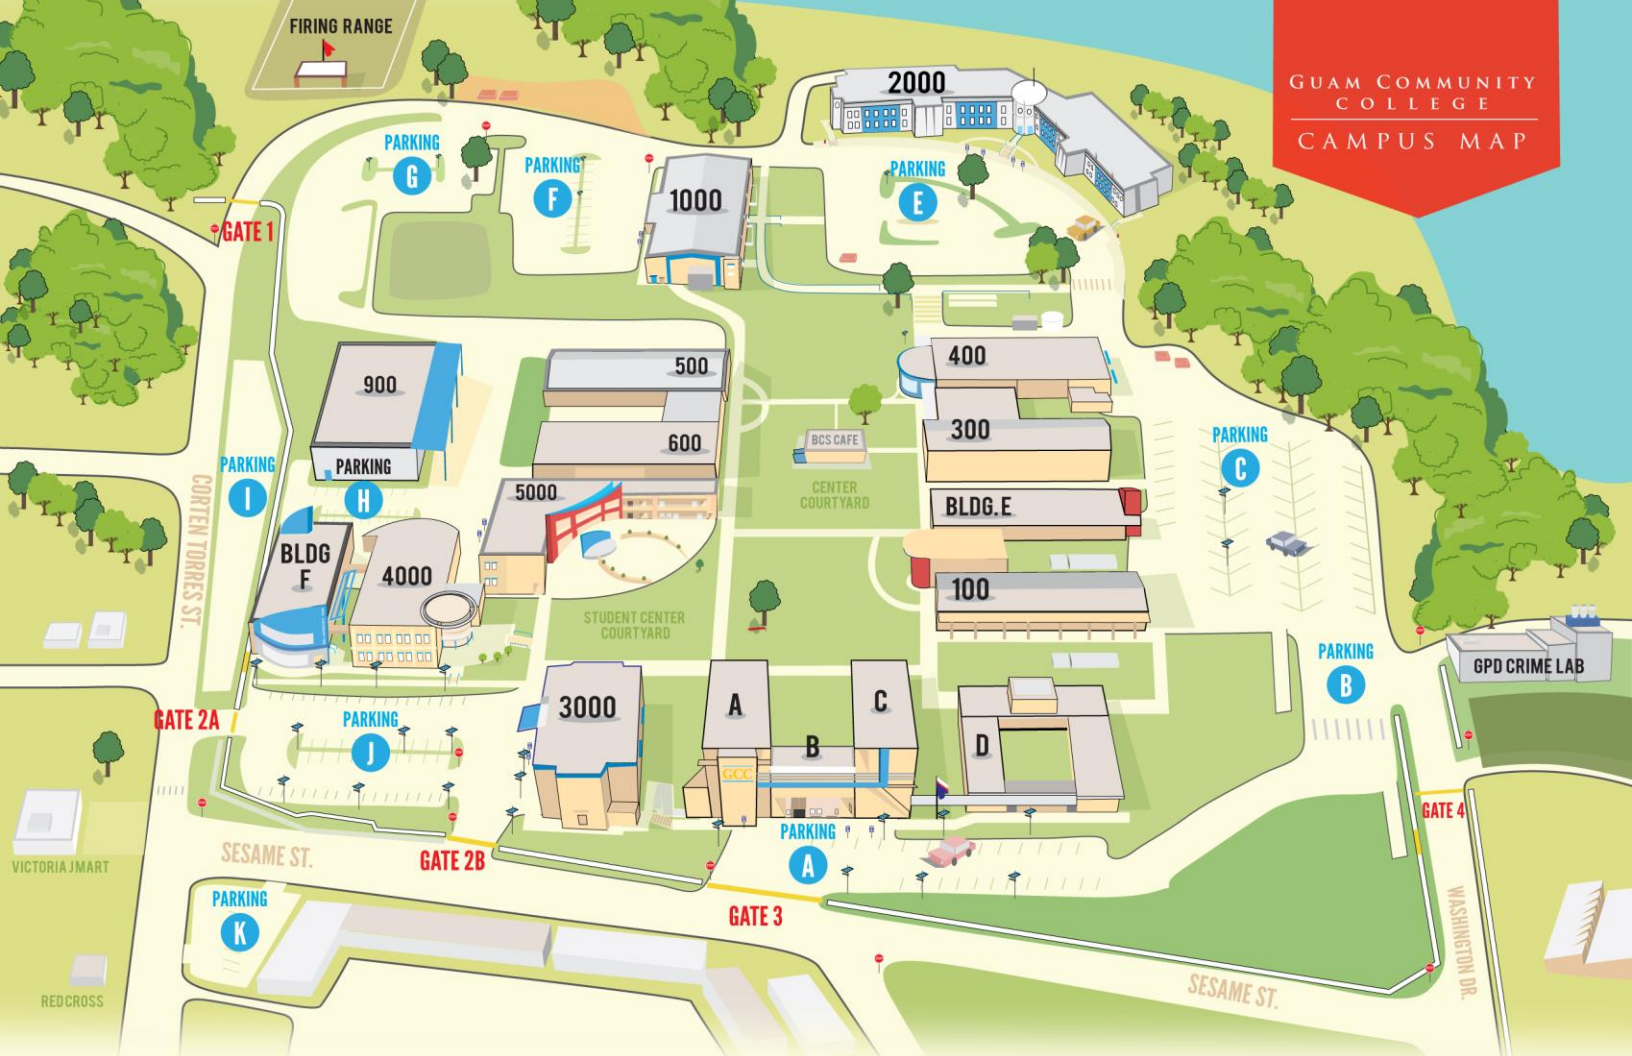 FIRING RANGE
GUAM COMMUNITY
COLLEGE
CAMPUS MAP
2000
PARKING
G
PARKING
F
1000
PARKING
E
GATE 1
900
PARKING
H
500
600
400
300
BCS CAFE
CENTER
COURTYARD
PARKING
C
PARKING
I
CORTEN TORRES ST.
5000
BLDG.E
BLDG
F
4000
100
STUDENT CENTER
COURTYARD
PARKING
B
GPD CRIME LAB
GATE 2A
PARKING
J
3000
A
B
C
D
GCC
GATE 4
PARKING
A
VICTORIA J MART
SESAME ST.
GATE 2B
PARKING
K
GATE 3
WASHINGTON DR.
RED CROSS
SESAME ST.